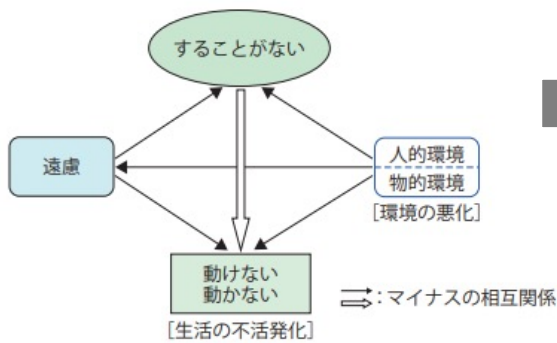 することがない
遠慮
人的環境
物的環境
[環境の悪化]
動けない
動かない
[生活の不活発化]
:マイナスの相互関係